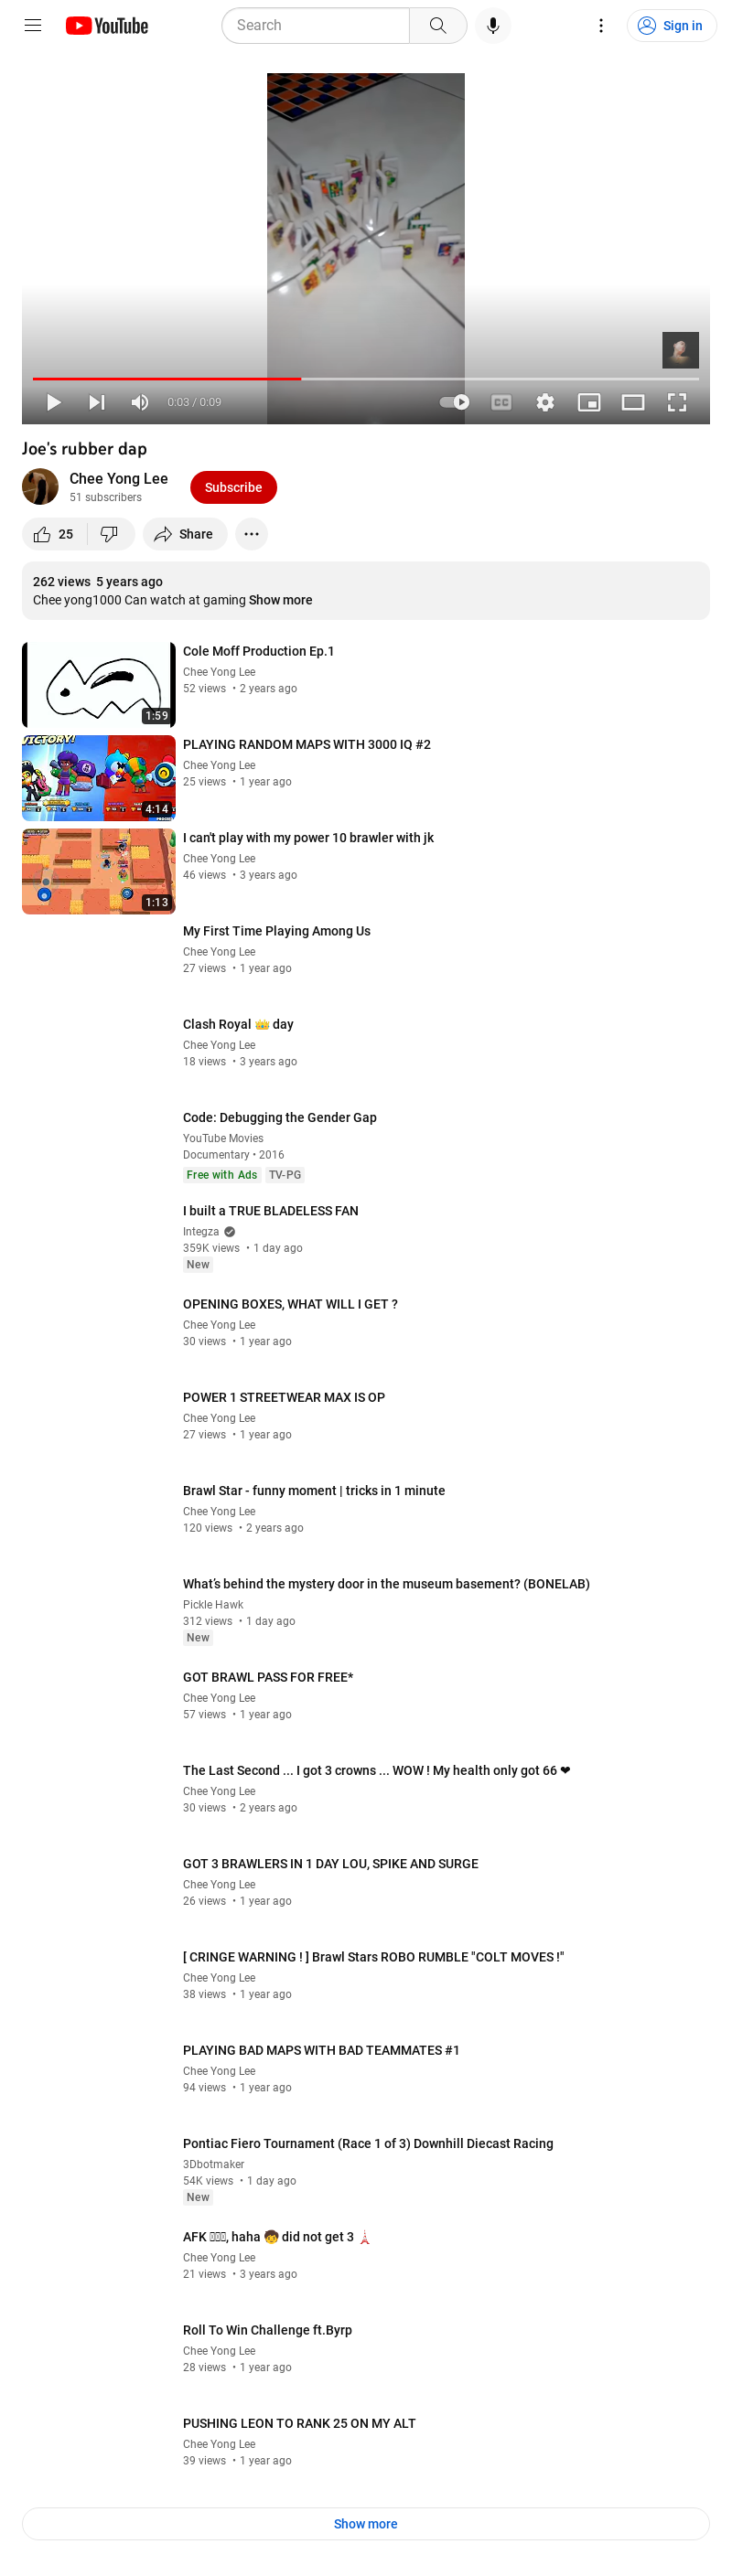 YouTube
Search
Sign in
0:03 / 0:09
CC
Joe's rubber dap
Chee Yong Lee
51 subscribers
Subscribe
25
Share
262 views 5 years ago
Chee yong1000 Can watch at gaming Show more
Cole Moff Production Ep.1
Chee Yong Lee
52 views • 2 years ago
1:59
VICTORY!
PLAYING RANDOM MAPS WITH 3000 IQ #2
Chee Yong Lee
25 views • 1 year ago
4:14
I can't play with my power 10 brawler with jk
Chee Yong Lee
46 views • 3 years ago
1:13
My First Time Playing Among Us
Chee Yong Lee
27 views • 1 year ago
Clash Royal 👑 day
Chee Yong Lee
18 views • 3 years ago
Code: Debugging the Gender Gap
YouTube Movies
Documentary • 2016
Free with Ads TV-PG
I built a TRUE BLADELESS FAN
Integza
359K views • 1 day ago
New
OPENING BOXES, WHAT WILL I GET ?
Chee Yong Lee
30 views • 1 year ago
POWER 1 STREETWEAR MAX IS OP
Chee Yong Lee
27 views • 1 year ago
Brawl Star - funny moment | tricks in 1 minute
Chee Yong Lee
120 views • 2 years ago
What's behind the mystery door in the museum basement? (BONELAB)
Pickle Hawk
312 views • 1 day ago
New
GOT BRAWL PASS FOR FREE*
Chee Yong Lee
57 views • 1 year ago
The Last Second ... I got 3 crowns ... WOW ! My health only got 66 ❤
Chee Yong Lee
30 views • 2 years ago
GOT 3 BRAWLERS IN 1 DAY LOU, SPIKE AND SURGE
Chee Yong Lee
26 views • 1 year ago
[ CRINGE WARNING ! ] Brawl Stars ROBO RUMBLE "COLT MOVES !"
Chee Yong Lee
38 views • 1 year ago
PLAYING BAD MAPS WITH BAD TEAMMATES #1
Chee Yong Lee
94 views • 1 year ago
Pontiac Fiero Tournament (Race 1 of 3) Downhill Diecast Racing
3Dbotmaker
54K views • 1 day ago
New
AFK , haha 🧒 did not get 3 🗼
Chee Yong Lee
21 views • 3 years ago
Roll To Win Challenge ft.Byrp
Chee Yong Lee
28 views • 1 year ago
PUSHING LEON TO RANK 25 ON MY ALT
Chee Yong Lee
39 views • 1 year ago
Show more